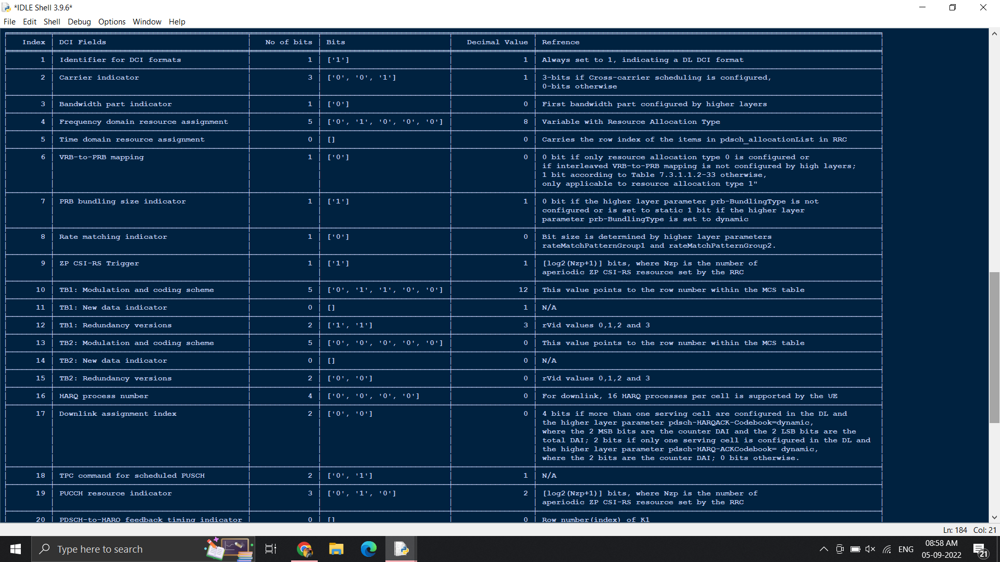 *IDLE Shell 3.9.6*
File Edit Shell Debug Options Window Help
Index DCI Fields No of bits Bits Decimal Value Refrence
1 Identifier for DCI formats 1 ['1'] 1 Always set to 1, indicating a DL DCI format
2 Carrier indicator 3 ['0', '0', '1'] 1 3-bits if Cross-carrier scheduling is configured,
0-bits otherwise
3 Bandwidth part indicator 1 ['0'] 0 First bandwidth part configured by higher layers
4 Frequency domain resource assignment 5 ['0', '1', '0', '0', '0'] 8 Variable with Resource Allocation Type
5 Time domain resource assignment 0 [] 0 Carries the row index of the items in pdsch_allocationList in RRC
6 VRB-to-PRB mapping 1 ['0'] 0 0 bit if only resource allocation type 0 is configured or
if interleaved VRB-to-PRB mapping is not configured by high layers;
1 bit according to Table 7.3.1.1.2-33 otherwise,
only applicable to resource allocation type 1"
7 PRB bundling size indicator 1 ['1'] 1 0 bit if the higher layer parameter prb-BundlingType is not
configured or is set to static 1 bit if the higher layer
parameter prb-BundlingType is set to dynamic
8 Rate matching indicator 1 ['0'] 0 Bit size is determined by higher layer parameters
rateMatchPatternGroup1 and rateMatchPatternGroup2.
9 ZP CSI-RS Trigger 1 ['1'] 1 [log2(Nzp+1)] bits, where Nzp is the number of
aperiodic ZP CSI-RS resource set by the RRC
10 TB1: Modulation and coding scheme 5 ['0', '1', '1', '0', '0'] 12 This value points to the row number within the MCS table
11 TB1: New data indicator 0 [] 1 N/A
12 TB1: Redundancy versions 2 ['1', '1'] 3 rVid values 0,1,2 and 3
13 TB2: Modulation and coding scheme 5 ['0', '0', '0', '0', '0'] 0 This value points to the row number within the MCS table
14 TB2: New data indicator 0 [] 0 N/A
15 TB2: Redundancy versions 2 ['0', '0'] 0 rVid values 0,1,2 and 3
16 HARQ process number 4 ['0', '0', '0', '0'] 0 For downlink, 16 HARQ processes per cell is supported by the UE
17 Downlink assignment index 2 ['0', '0'] 0 4 bits if more than one serving cell are configured in the DL and
the higher layer parameter pdsch-HARQACK-Codebook=dynamic,
where the 2 MSB bits are the counter DAI and the 2 LSB bits are the
total DAI; 2 bits if only one serving cell is configured in the DL and
the higher layer parameter pdsch-HARQ-ACKCodebook= dynamic,
where the 2 bits are the counter DAI; 0 bits otherwise.
18 TPC command for scheduled PUSCH 2 ['0', '1'] 1 N/A
19 PUCCH resource indicator 3 ['0', '1', '0'] 2 [log2(Nzp+1)] bits, where Nzp is the number of
aperiodic ZP CSI-RS resource set by the RRC
20 PDSCH-to-HARQ feedback timing indicator 0 [] 0 Row number(index) of K1
Ln: 184 Col: 21
Type here to search
ENG
08:58 AM
05-09-2022
21